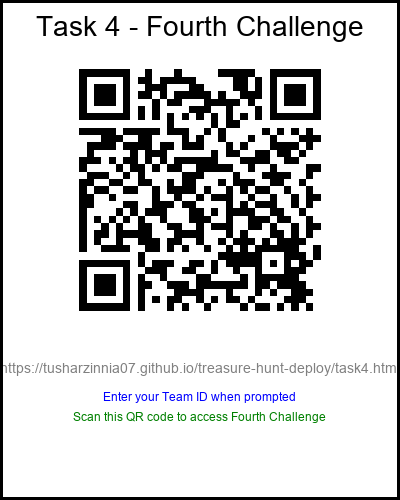 Task 4 - Fourth Challenge
https://tusharzinnia07.github.io/treasure-hunt-deploy/task4.htm
Enter your Team ID when prompted
Scan this QR code to access Fourth Challenge